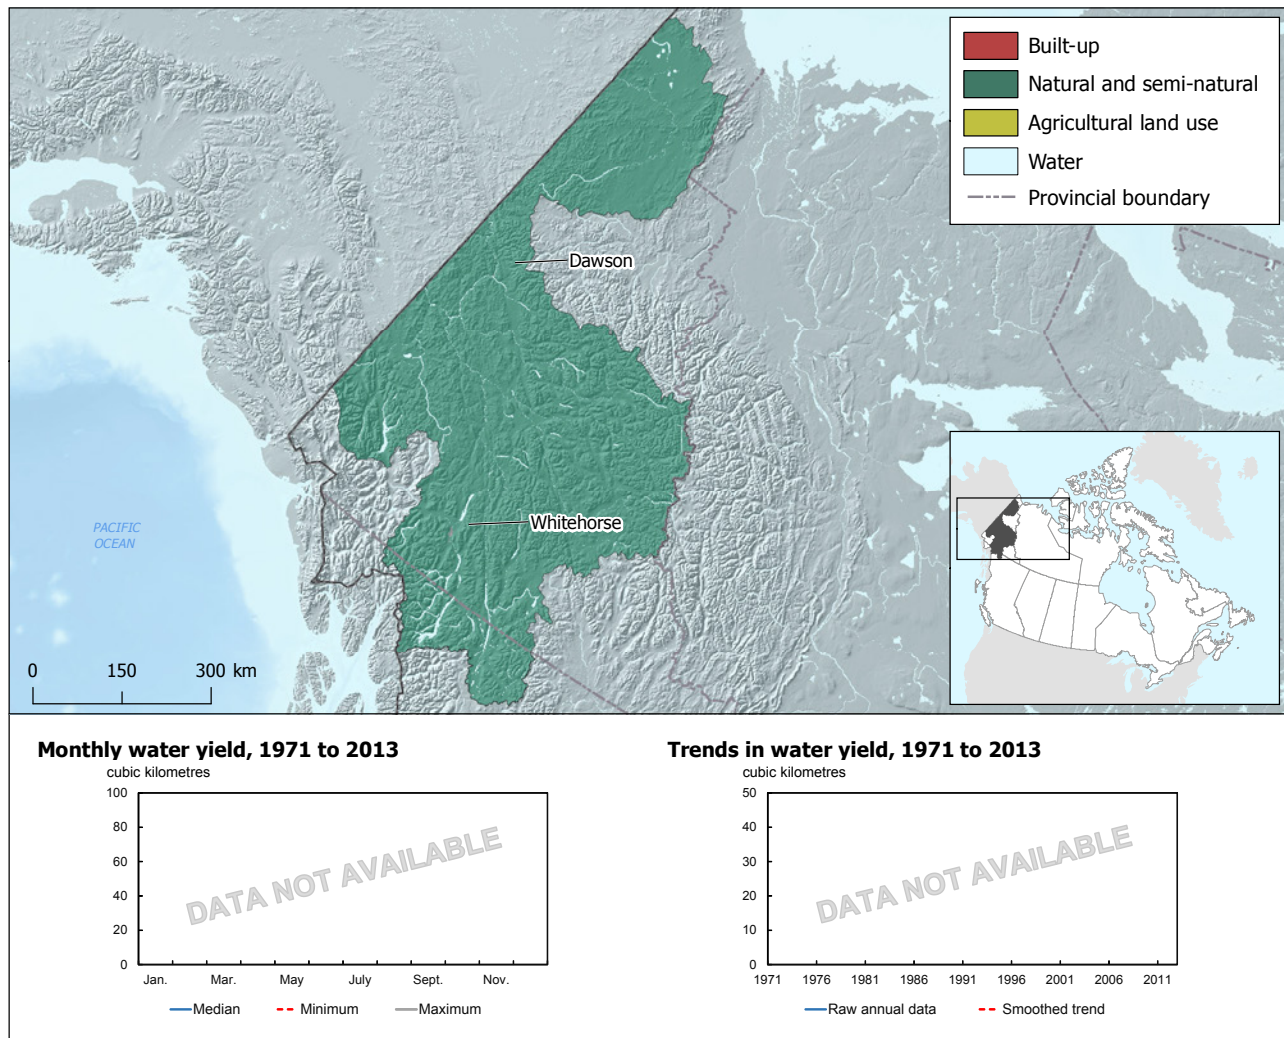 Built-up
Natural and semi-natural
Agricultural land use
Water
Provincial boundary
Dawson
Whitehorse
PACIFIC
OCEAN
0 150 300 km
Monthly water yield, 1971 to 2013
cubic kilometres
100
80
60
40
20
0
DATA NOT AVAILABLE
Jan. Mar. May July Sept. Nov.
Median Minimum Maximum
Trends in water yield, 1971 to 2013
cubic kilometres
50
40
30
20
10
0
DATA NOT AVAILABLE
1971 1976 1981 1986 1991 1996 2001 2006 2011
Raw annual data Smoothed trend